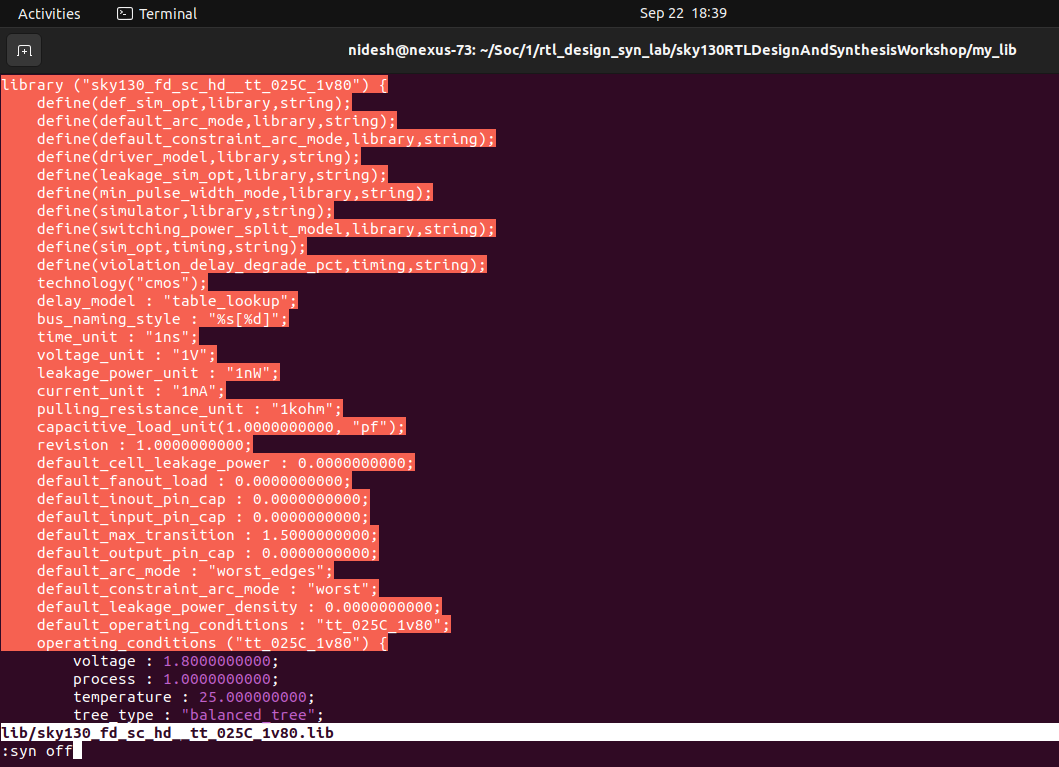 Activities Terminal Sep 22 18:39
nidesh@nexus-73: ~/Soc/1/rtl_design_syn_lab/sky130RTLDesignAndSynthesisWorkshop/my_lib
library ("sky130_fd_sc_hd__tt_025C_1v80") {
    define(def_sim_opt,library,string);
    define(default_arc_mode,library,string);
    define(default_constraint_arc_mode,library,string);
    define(driver_model,library,string);
    define(leakage_sim_opt,library,string);
    define(min_pulse_width_mode,library,string);
    define(simulator,library,string);
    define(switching_power_split_model,library,string);
    define(sim_opt,timing,string);
    define(violation_delay_degrade_pct,timing,string);
    technology("cmos");
    delay_model : "table_lookup";
    bus_naming_style : "%s[%d]";
    time_unit : "1ns";
    voltage_unit : "1V";
    leakage_power_unit : "1nW";
    current_unit : "1mA";
    pulling_resistance_unit : "1kohm";
    capacitive_load_unit(1.0000000000, "pf");
    revision : 1.0000000000;
    default_cell_leakage_power : 0.0000000000;
    default_fanout_load : 0.0000000000;
    default_inout_pin_cap : 0.0000000000;
    default_input_pin_cap : 0.0000000000;
    default_max_transition : 1.5000000000;
    default_output_pin_cap : 0.0000000000;
    default_arc_mode : "worst_edges";
    default_constraint_arc_mode : "worst";
    default_leakage_power_density : 0.0000000000;
    default_operating_conditions : "tt_025C_1v80";
    operating_conditions ("tt_025C_1v80") {
        voltage : 1.8000000000;
        process : 1.0000000000;
        temperature : 25.000000000;
        tree_type : "balanced_tree";
lib/sky130_fd_sc_hd__tt_025C_1v80.lib
:syn off